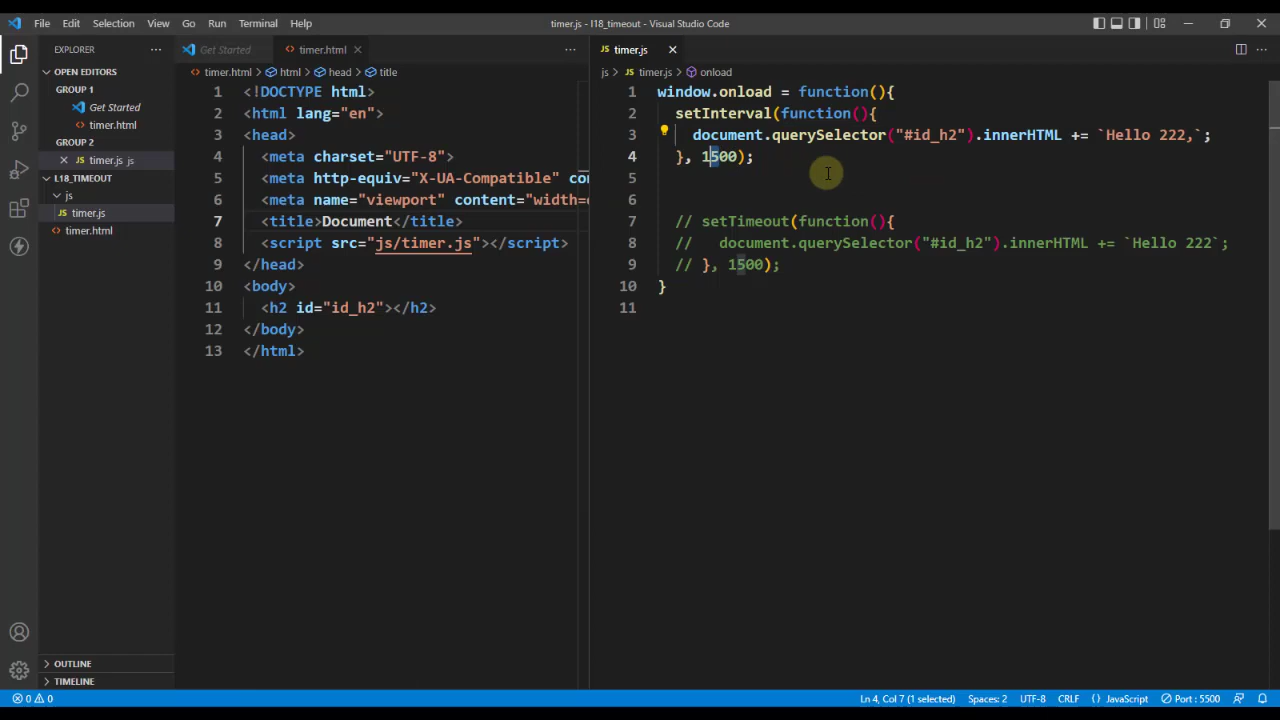 File Edit Selection View Go Run Terminal Help timer.js - l18_timeout - Visual Studio Code
EXPLORER ...
OPEN EDITORS
GROUP 1
Get Started
timer.html
GROUP 2
timer.js js
L18_TIMEOUT
js
timer.js
timer.html
OUTLINE
TIMELINE
Get Started timer.html ...
timer.html > html > head > title
1 <!DOCTYPE html>
2 <html lang="en">
3 <head>
4 <meta charset="UTF-8">
5 <meta http-equiv="X-UA-Compatible" co
6 <meta name="viewport" content="width=
7 <title>Document</title>
8 <script src="js/timer.js"></script>
9 </head>
10 <body>
11 <h2 id="id_h2"></h2>
12 </body>
13 </html>
JS timer.js ...
js > JS timer.js > onload
1 window.onload = function(){
2 setInterval(function(){
3 document.querySelector("#id_h2").innerHTML += `Hello 222,`;
4 }, 1500);
5
6
7 // setTimeout(function(){
8 // document.querySelector("#id_h2").innerHTML += `Hello 222`;
9 // }, 1500);
10 }
11
0 0 Ln 4, Col 7 (1 selected) Spaces: 2 UTF-8 CRLF {} JavaScript Port : 5500